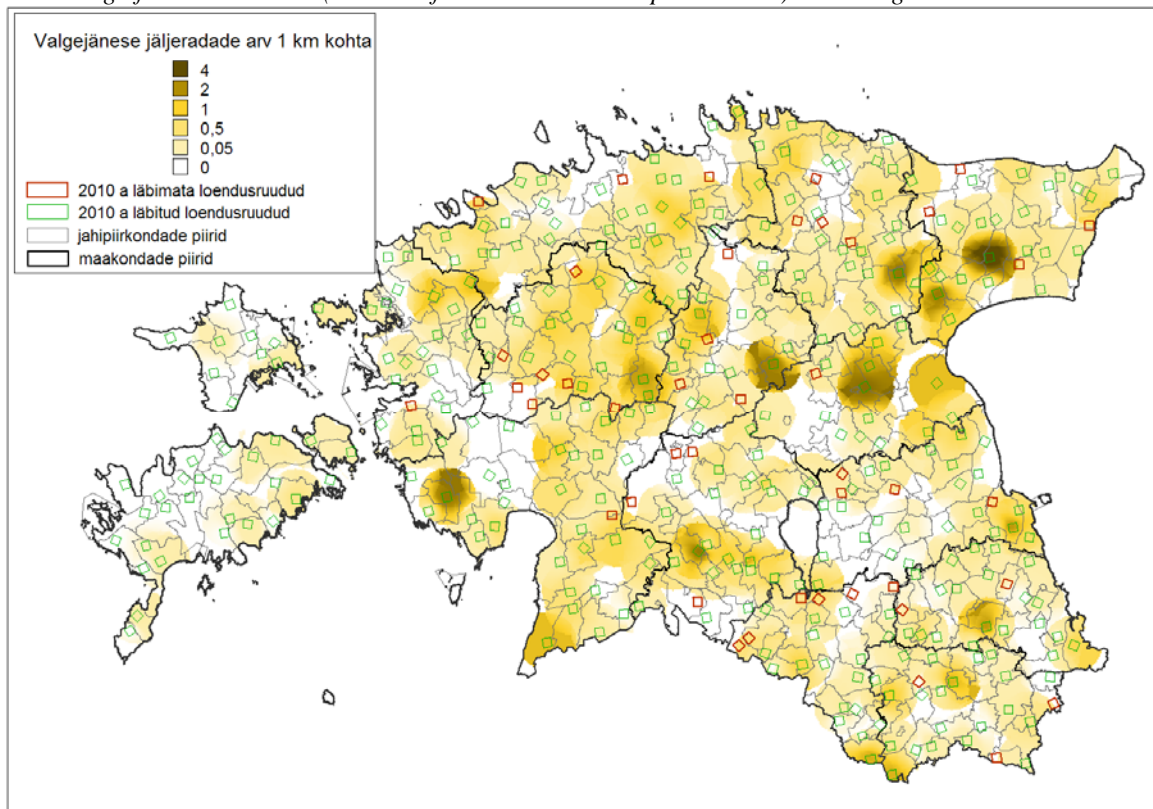 Valgejänese jäljeradade arv 1 km kohta
4
2
1
0,5
0,05
0
2010 a läbimata loendusruudud
2010 a läbitud loendusruudud
jahipiirkondade piirid
maakondade piirid